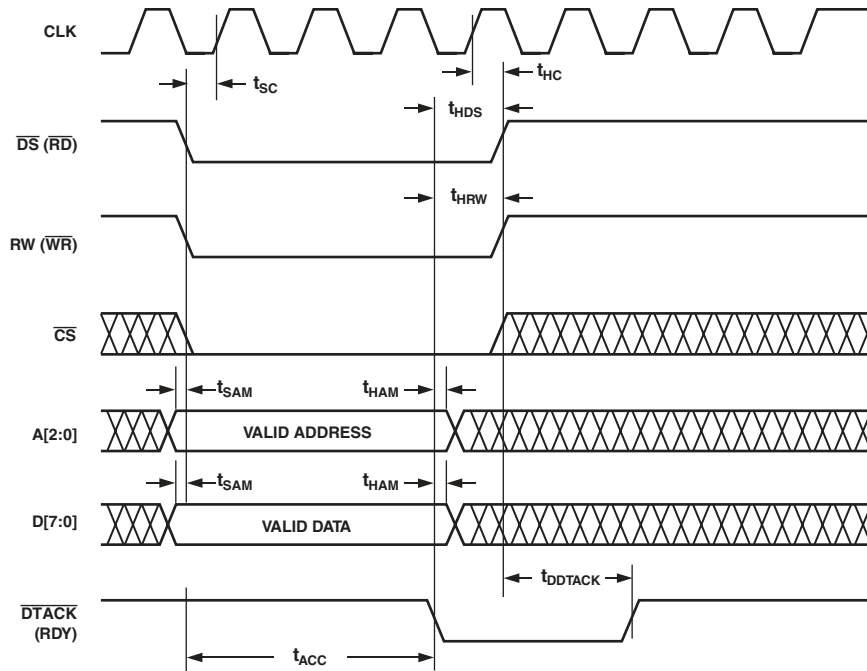 CLK
tSC
tHC
tHDS
DS (RD)
tHRW
RW (WR)
CS
tSAM
tHAM
A[2:0]
VALID ADDRESS
tSAM
tHAM
D[7:0]
VALID DATA
tDDTACK
DTACK
(RDY)
tACC